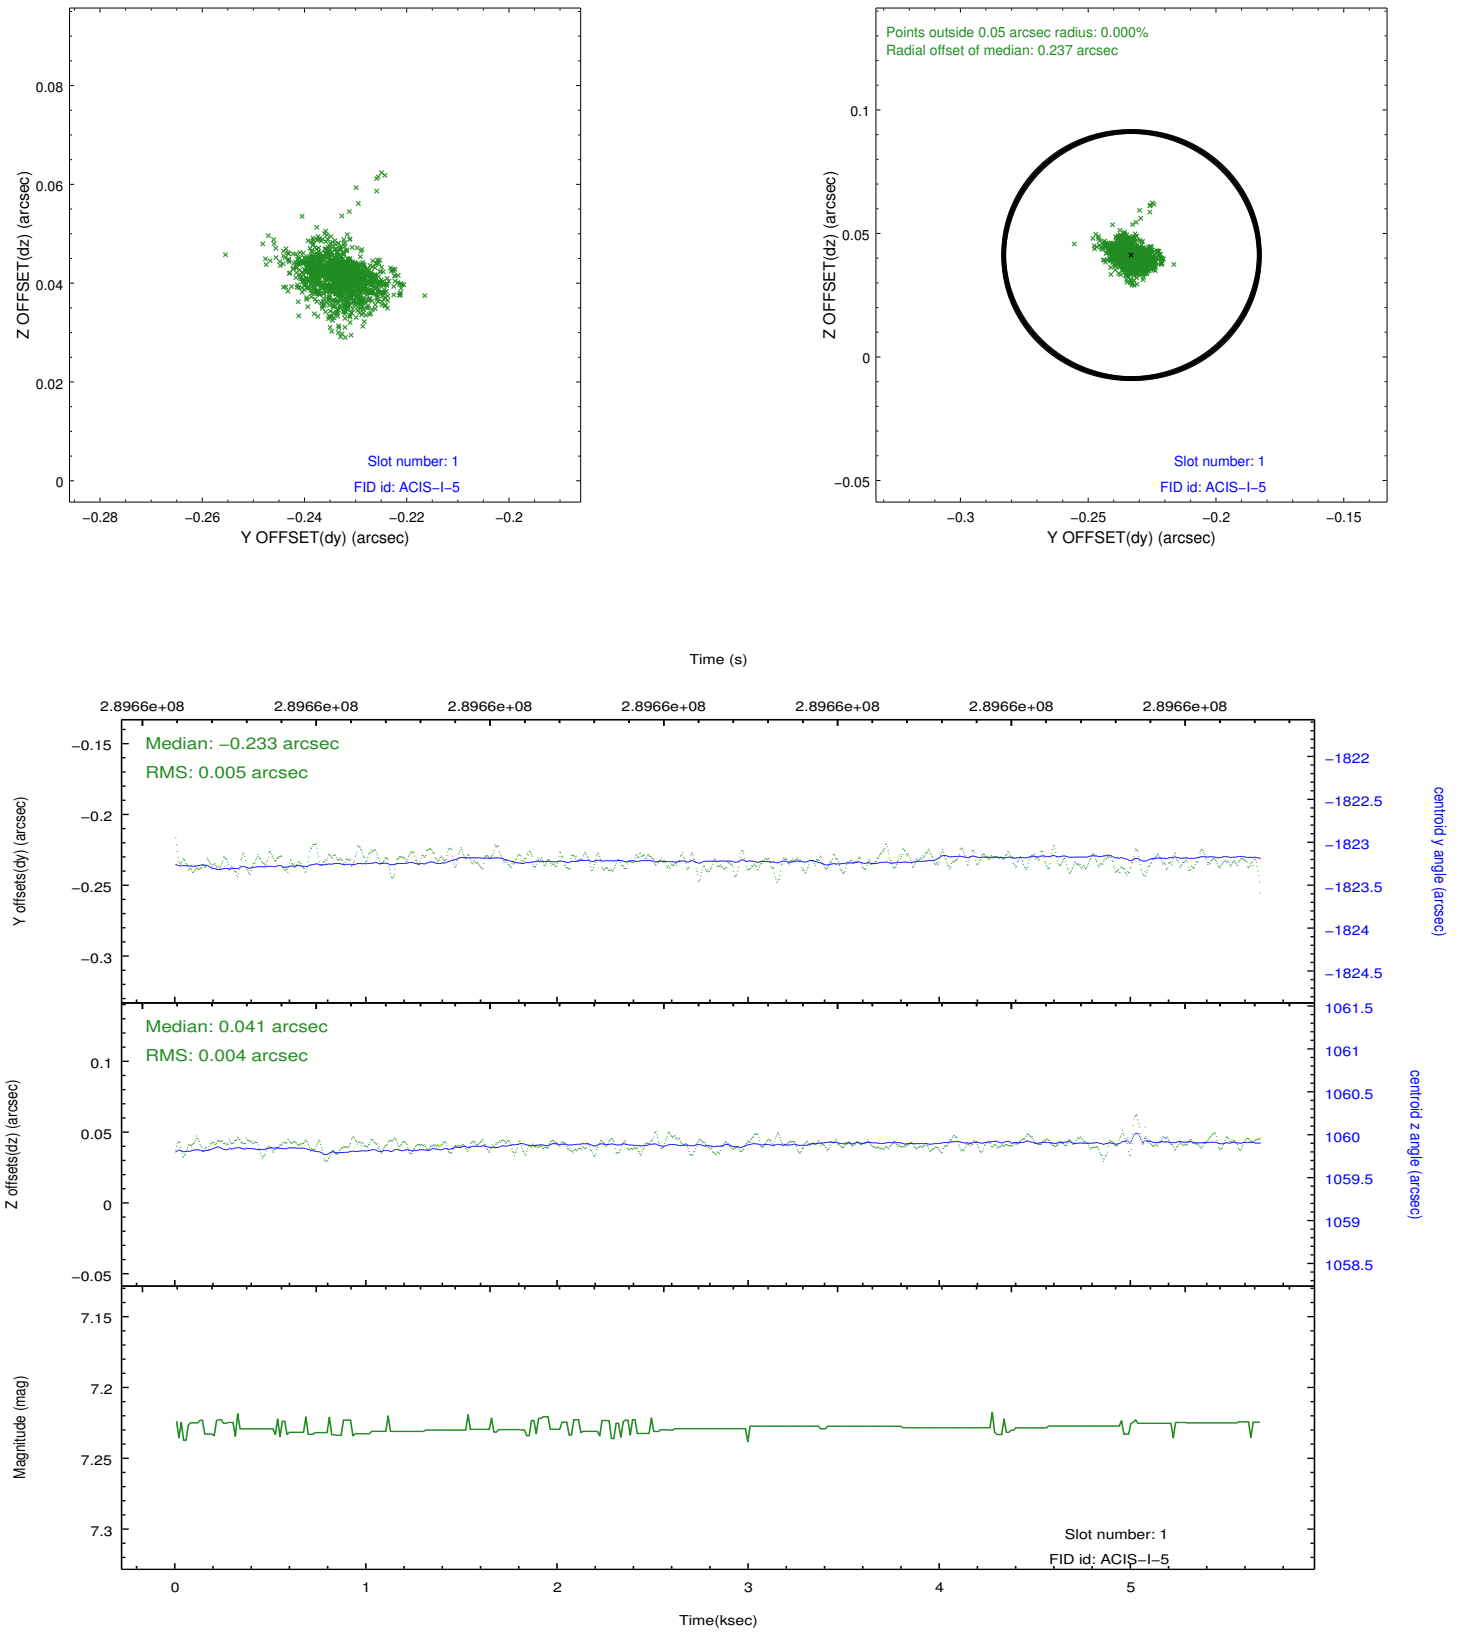 0.08
0.06
0.04
0.02
0
Z OFFSET(dz) (arcsec)
Slot number: 1
FID id: ACIS−I−5
−0.28
−0.26
−0.24
−0.22
−0.2
Y OFFSET(dy) (arcsec)
Points outside 0.05 arcsec radius: 0.000%
Radial offset of median: 0.237 arcsec
0.1
0.05
0
−0.05
Z OFFSET(dz) (arcsec)
Slot number: 1
FID id: ACIS−I−5
−0.3
−0.25
−0.2
−0.15
Y OFFSET(dy) (arcsec)
Time (s)
2.8966e+08
2.8966e+08
2.8966e+08
2.8966e+08
2.8966e+08
2.8966e+08
2.8966e+08
Median: −0.233 arcsec
RMS: 0.005 arcsec
−0.15
−0.2
−0.25
−0.3
Y offsets(dy) (arcsec)
−1822
−1822.5
−1823
−1823.5
−1824
−1824.5
centroid y angle (arcsec)
Median: 0.041 arcsec
RMS: 0.004 arcsec
0.1
0.05
0
−0.05
Z offsets(dz) (arcsec)
1061.5
1061
1060.5
1060
1059.5
1059
1058.5
centroid z angle (arcsec)
7.15
7.2
7.25
7.3
Magnitude (mag)
Slot number: 1
FID id: ACIS−I−5
0
1
2
3
4
5
Time(ksec)